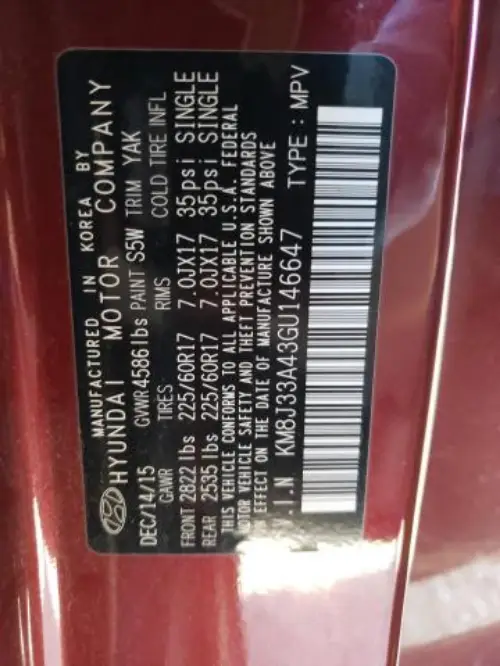 MANUFACTURED IN KOREA BY
HYUNDAI MOTOR COMPANY
DEC/14/15 GVWR 4586 lbs PAINT S5W TRIM YAK
GAWR TIRES RIMS COLD TIRE INFL
FRONT 2822 lbs 225/60R17 7.0JX17 35psi SINGLE
REAR 2535 lbs 225/60R17 7.0JX17 35psi SINGLE
THIS VEHICLE CONFORMS TO ALL APPLICABLE U.S.A. FEDERAL
MOTOR VEHICLE SAFETY AND THEFT PREVENTION STANDARDS
IN EFFECT ON THE DATE OF MANUFACTURE SHOWN ABOVE
V.I.N KM8J33A43GU146647 TYPE : MPV